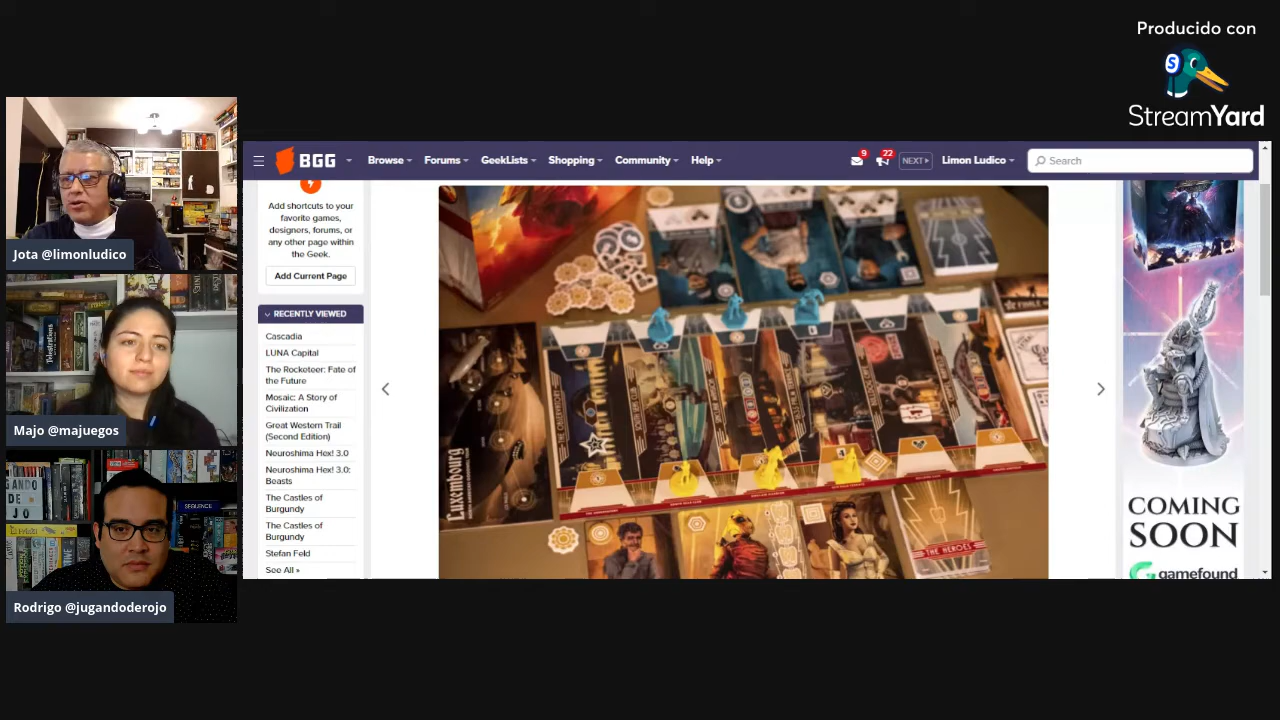 Producido con
StreamYard
Jota @limonludico
Majo @majuegos
Rodrigo @jugandoderojo
BGG
Browse
Forums
GeekLists
Shopping
Community
Help
9
22
NEXT
Limon Ludico
Search
Add shortcuts to your
favorite games,
designers, forums, or
any other page within
the Geek.
Add Current Page
RECENTLY VIEWED
Cascadia
LUNA Capital
The Rocketeer: Fate of
the Future
Mosaic: A Story of
Civilization
Great Western Trail
(Second Edition)
Neuroshima Hex! 3.0
Neuroshima Hex! 3.0:
Beasts
The Castles of
Burgundy
The Castles of
Burgundy
Stefan Feld
See All »
Luxembourg
THE HEROES
COMING
SOON
gamefound
SEQUENCE